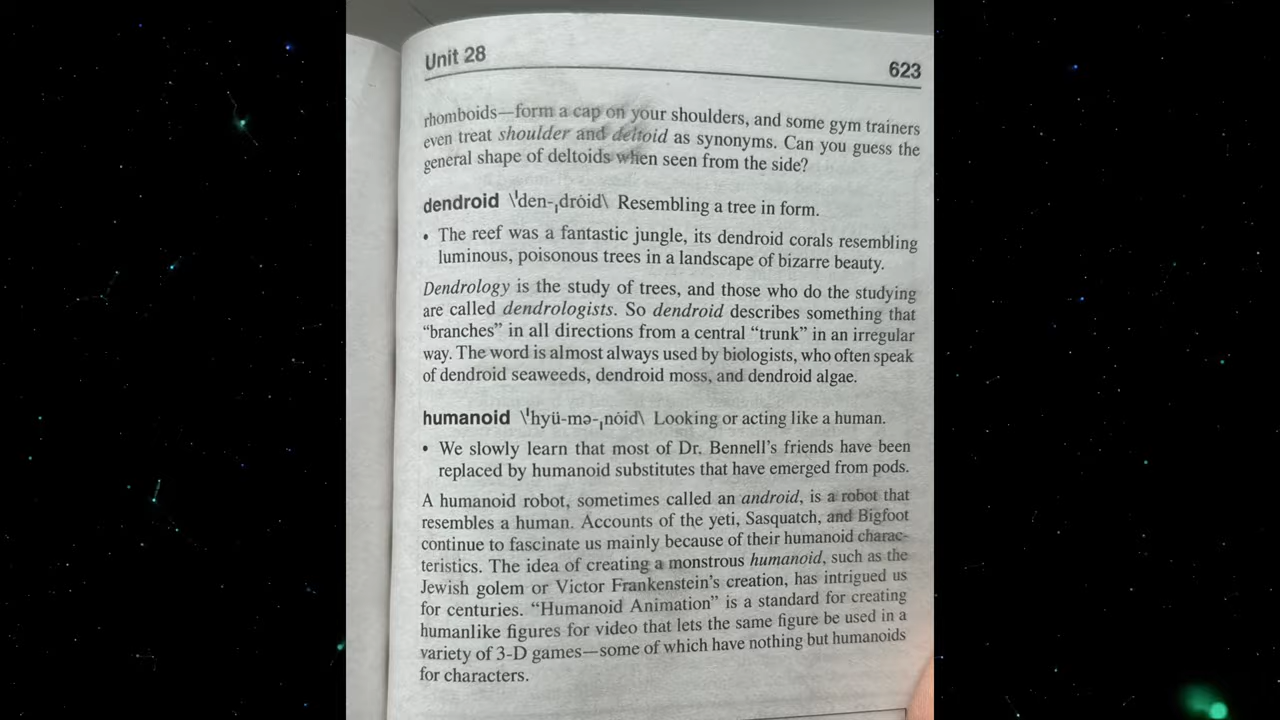 Unit 28
623
rhomboids—form a cap on your shoulders, and some gym trainers
even treat shoulder and deltoid as synonyms. Can you guess the
general shape of deltoids when seen from the side?
dendroid \ˈden-ˌdrȯid\ Resembling a tree in form.
• The reef was a fantastic jungle, its dendroid corals resembling
luminous, poisonous trees in a landscape of bizarre beauty.
Dendrology is the study of trees, and those who do the studying
are called dendrologists. So dendroid describes something that
“branches” in all directions from a central “trunk” in an irregular
way. The word is almost always used by biologists, who often speak
of dendroid seaweeds, dendroid moss, and dendroid algae.
humanoid \ˈhyü-mə-ˌnȯid\ Looking or acting like a human.
• We slowly learn that most of Dr. Bennell’s friends have been
replaced by humanoid substitutes that have emerged from pods.
A humanoid robot, sometimes called an android, is a robot that
resembles a human. Accounts of the yeti, Sasquatch, and Bigfoot
continue to fascinate us mainly because of their humanoid charac-
teristics. The idea of creating a monstrous humanoid, such as the
Jewish golem or Victor Frankenstein’s creation, has intrigued us
for centuries. “Humanoid Animation” is a standard for creating
humanlike figures for video that lets the same figure be used in a
variety of 3-D games—some of which have nothing but humanoids
for characters.